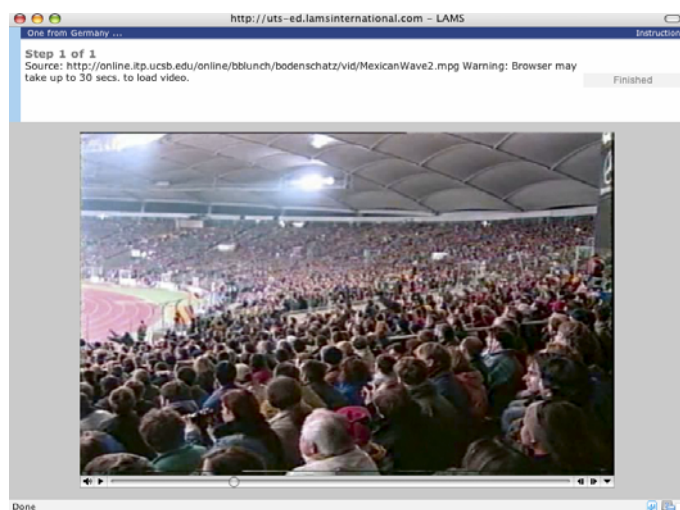 http://uts-ed.lamsinternational.com – LAMS
One from Germany ... Instruction
Step 1 of 1
Source: http://online.itp.ucsb.edu/online/bblunch/bodenschatz/vid/MexicanWave2.mpg Warning: Browser may
take up to 30 secs. to load video.
Finished
Done